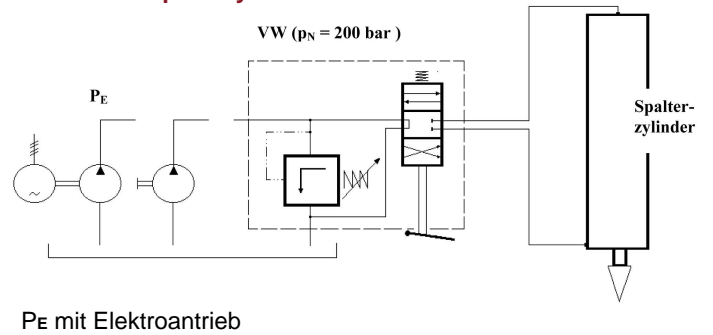 VW (pN = 200 bar )
PE
Spalter-
zylinder
PE mit Elektroantrieb